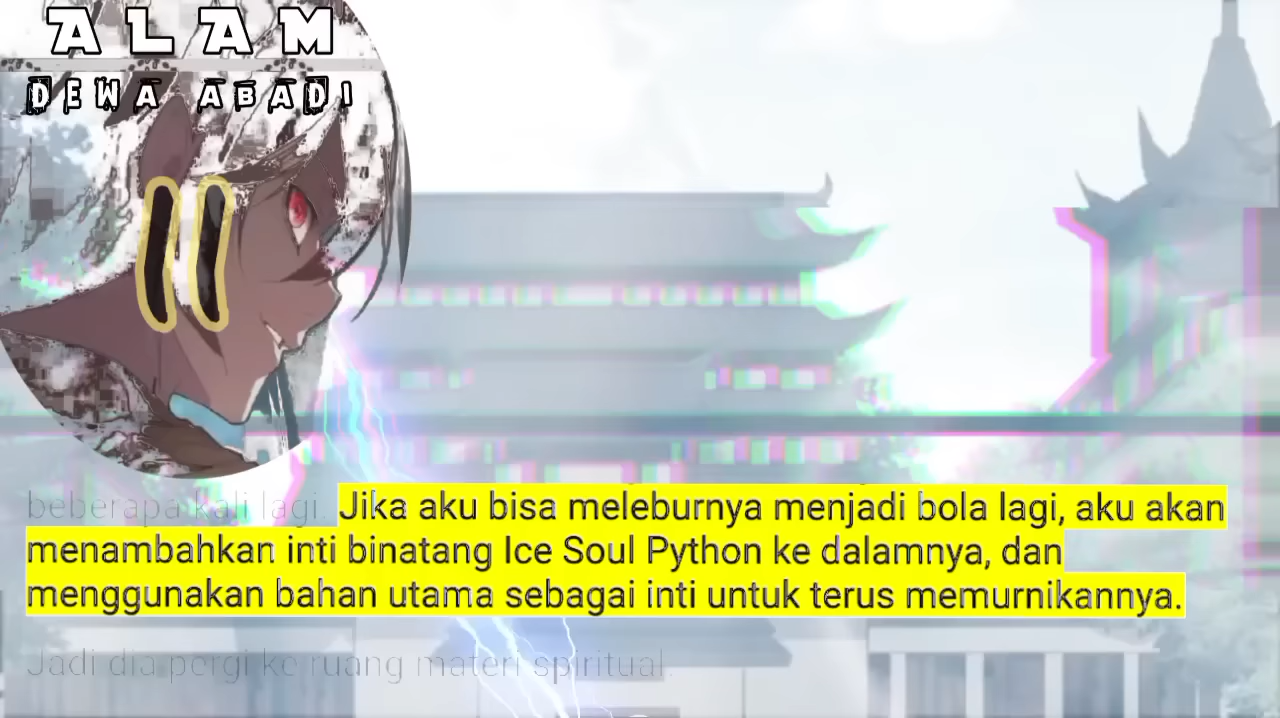 ALAM
DEWA ABADI
beberapa kali lagi. Jika aku bisa meleburnya menjadi bola lagi, aku akan
menambahkan inti binatang Ice Soul Python ke dalamnya, dan
menggunakan bahan utama sebagai inti untuk terus memurnikannya.
Jadi dia pergi ke ruang materi spiritual.